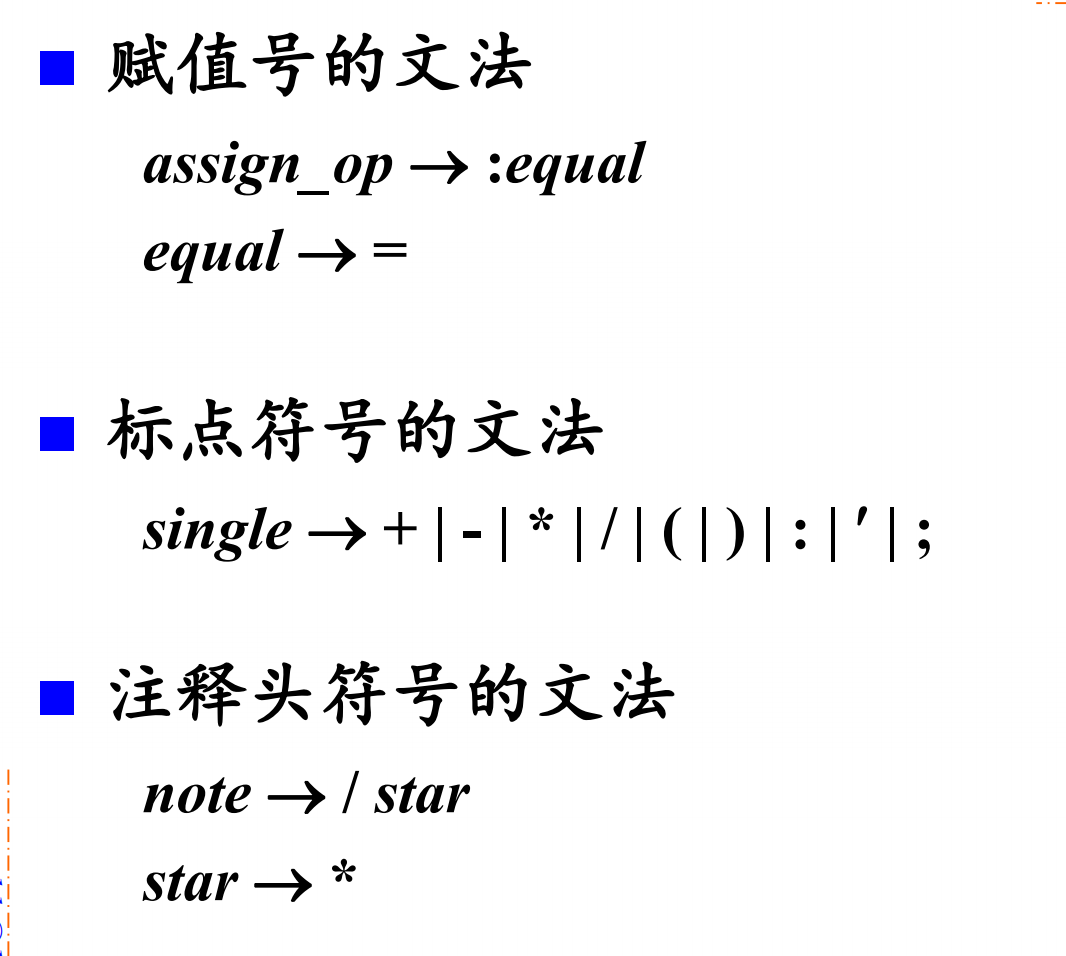 赋值号的文法
assign_op → :equal
equal → =
标点符号的文法
single → + | - | * | / | ( | ) | : | ′ | ;
注释头符号的文法
note → / star
star → *